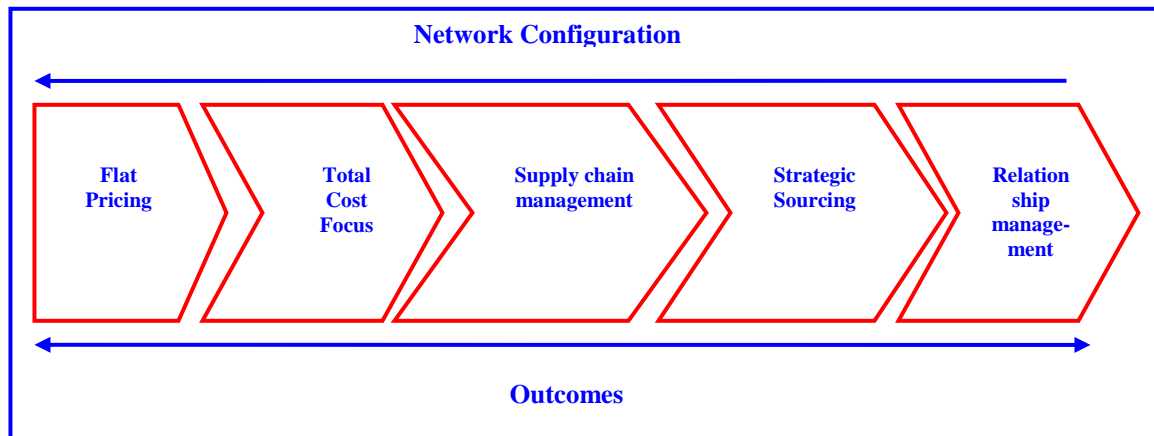 Network Configuration
Flat
Pricing
Total
Cost
Focus
Supply chain
management
Strategic
Sourcing
Relation
ship
manage-
ment
Outcomes